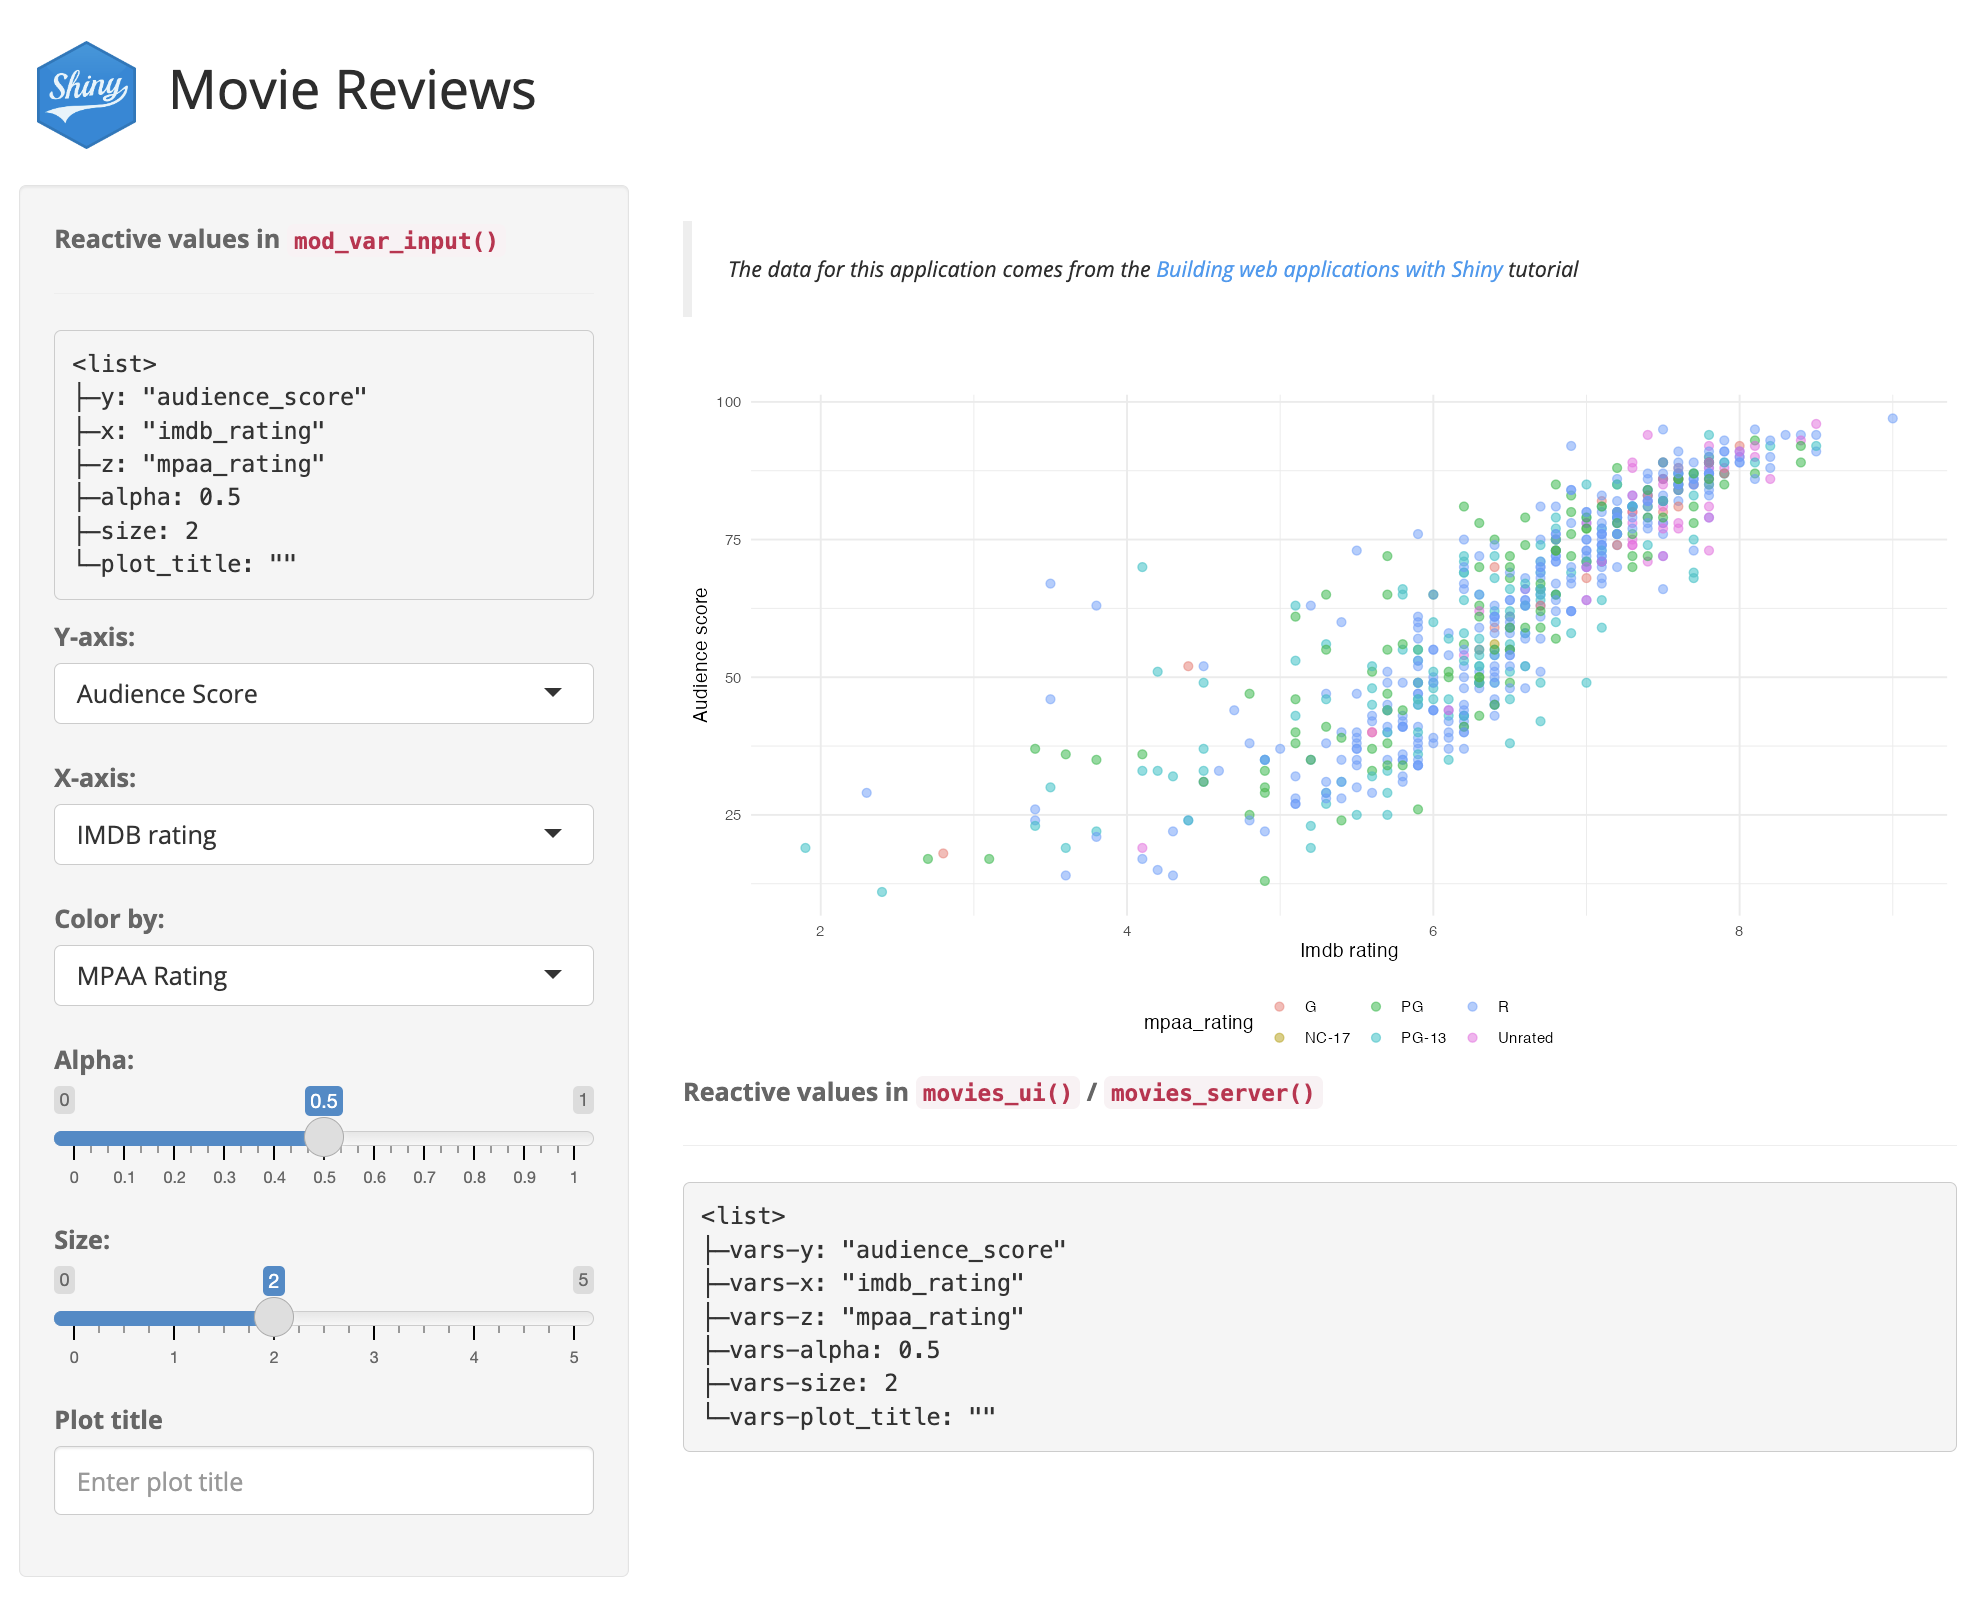 Shiny
Movie Reviews
Reactive values in mod_var_input()
<list>
├─y: "audience_score"
├─x: "imdb_rating"
├─z: "mpaa_rating"
├─alpha: 0.5
├─size: 2
└─plot_title: ""
Y-axis:
Audience Score
X-axis:
IMDB rating
Color by:
MPAA Rating
Alpha:
0 0.5 1
0 0.1 0.2 0.3 0.4 0.5 0.6 0.7 0.8 0.9 1
Size:
0 2 5
0 1 2 3 4 5
Plot title
Enter plot title
The data for this application comes from the Building web applications with Shiny tutorial
100
75
50
25
Audience score
2 4 6 8
Imdb rating
mpaa_rating
G PG R
NC-17 PG-13 Unrated
Reactive values in movies_ui() / movies_server()
<list>
├─vars-y: "audience_score"
├─vars-x: "imdb_rating"
├─vars-z: "mpaa_rating"
├─vars-alpha: 0.5
├─vars-size: 2
└─vars-plot_title: ""